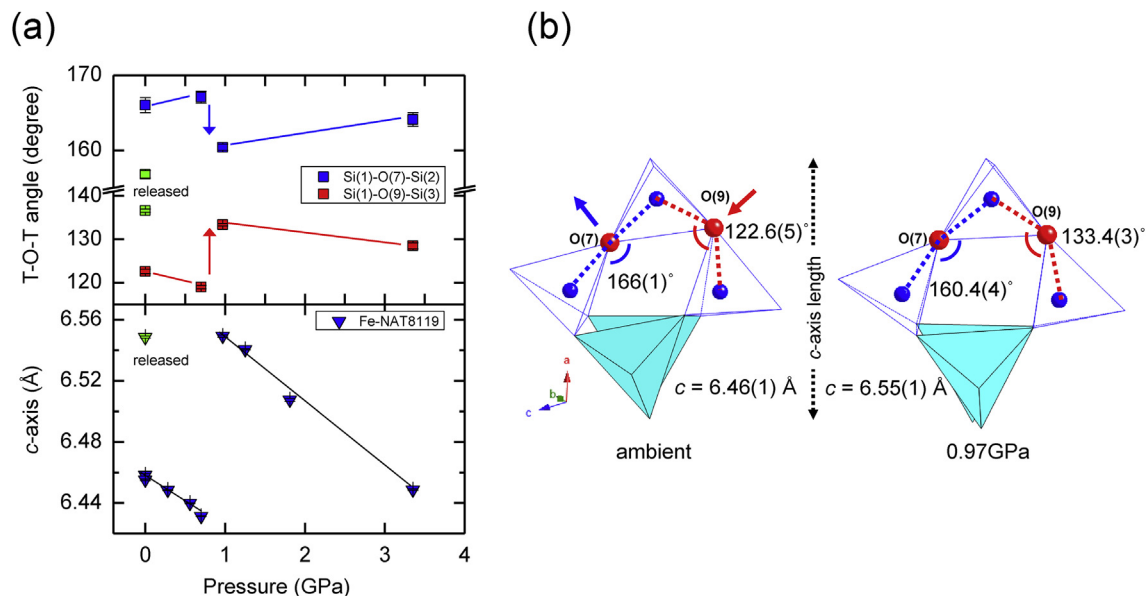 (a)
(b)
170
160
140
130
120
T-O-T angle (degree)
released
Si(1)-O(7)-Si(2)
Si(1)-O(9)-Si(3)
6.56
6.52
6.48
6.44
c-axis (Å)
Fe-NAT8119
released
0
1
2
3
4
Pressure (GPa)
O(9)
O(7)
122.6(5)°
166(1)°
a
b
c
c = 6.46(1) Å
ambient
c-axis length
O(9)
O(7)
133.4(3)°
160.4(4)°
c = 6.55(1) Å
0.97GPa